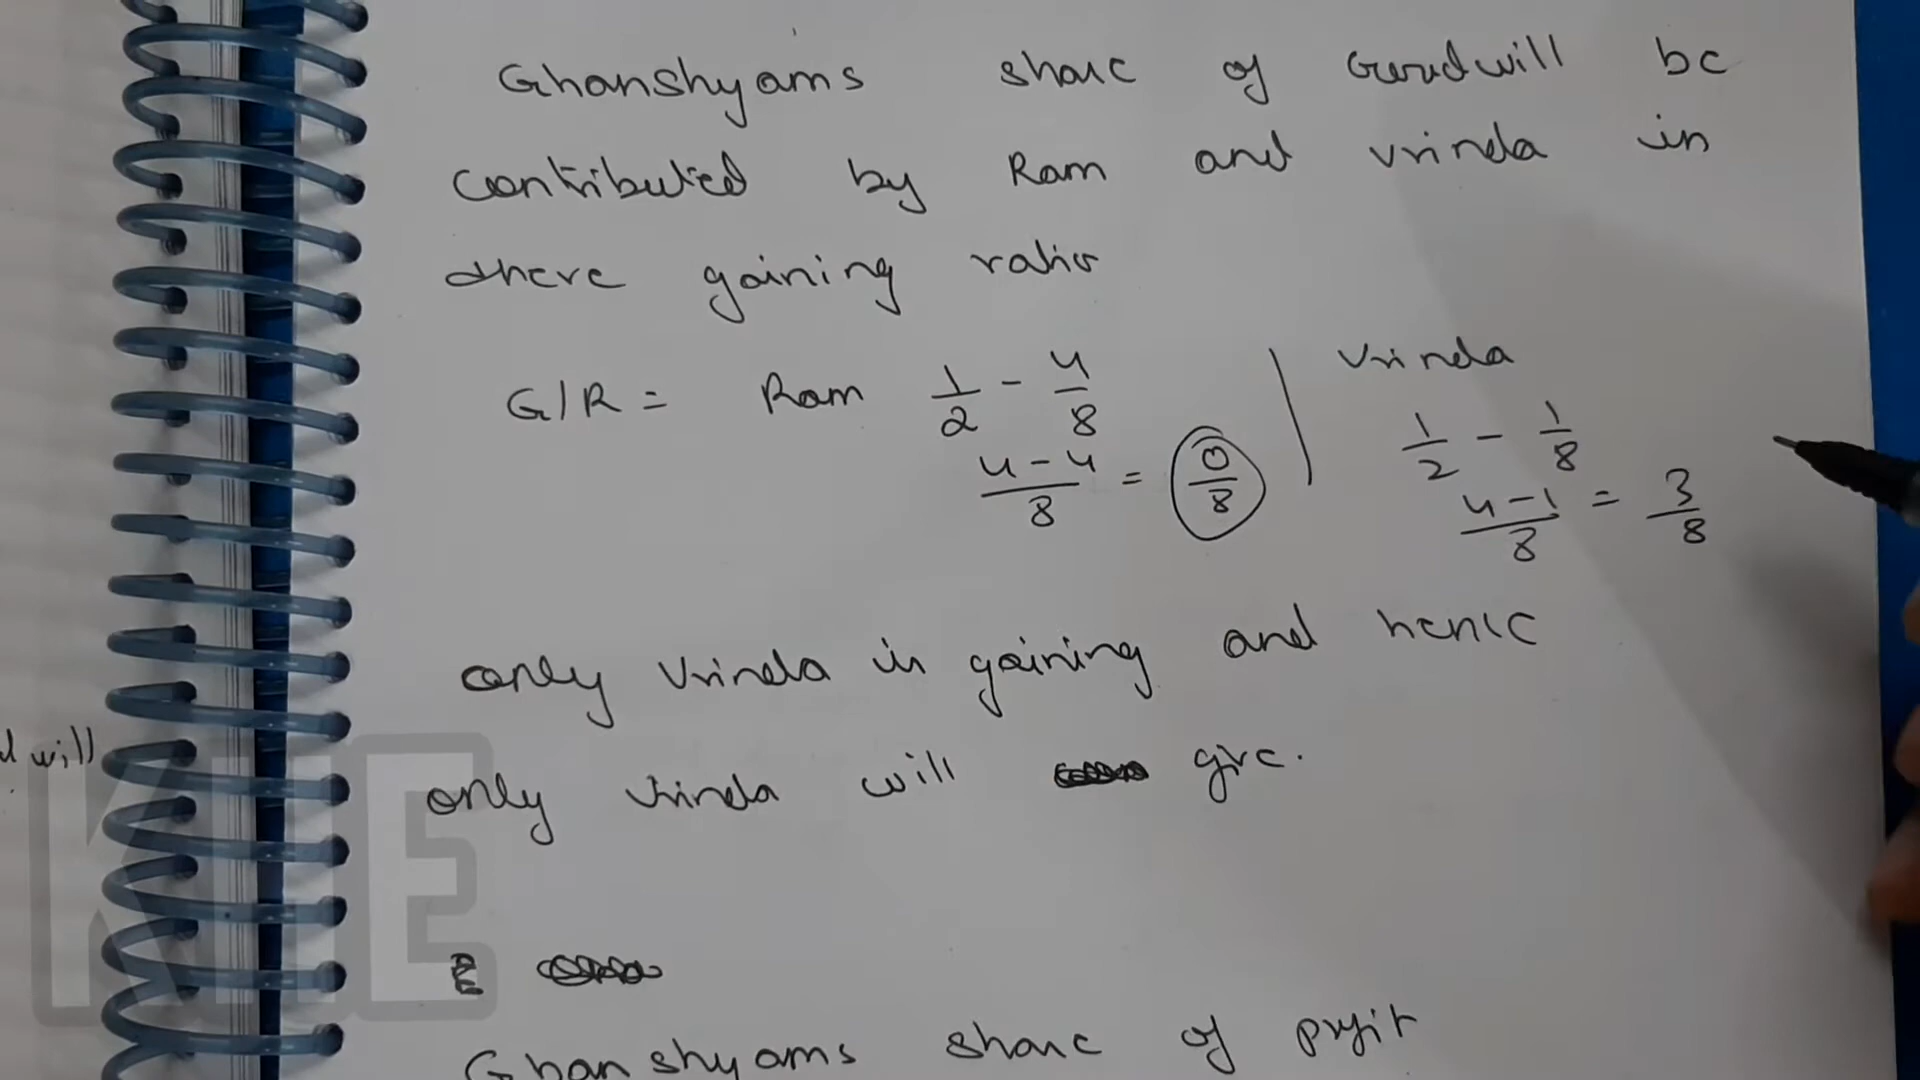 Ghanshyams share of Goodwill be
contributed by Ram and Vrinda in
there gaining ratio
G/R = Ram 1/2 - 4/8
4-4/8 = 0/8
Vrinda
1/2 - 1/8
4-1/8 = 3/8
only Vrinda is gaining and hence
only Vrinda will give.
d will
KHE
Ghanshyams share of profit